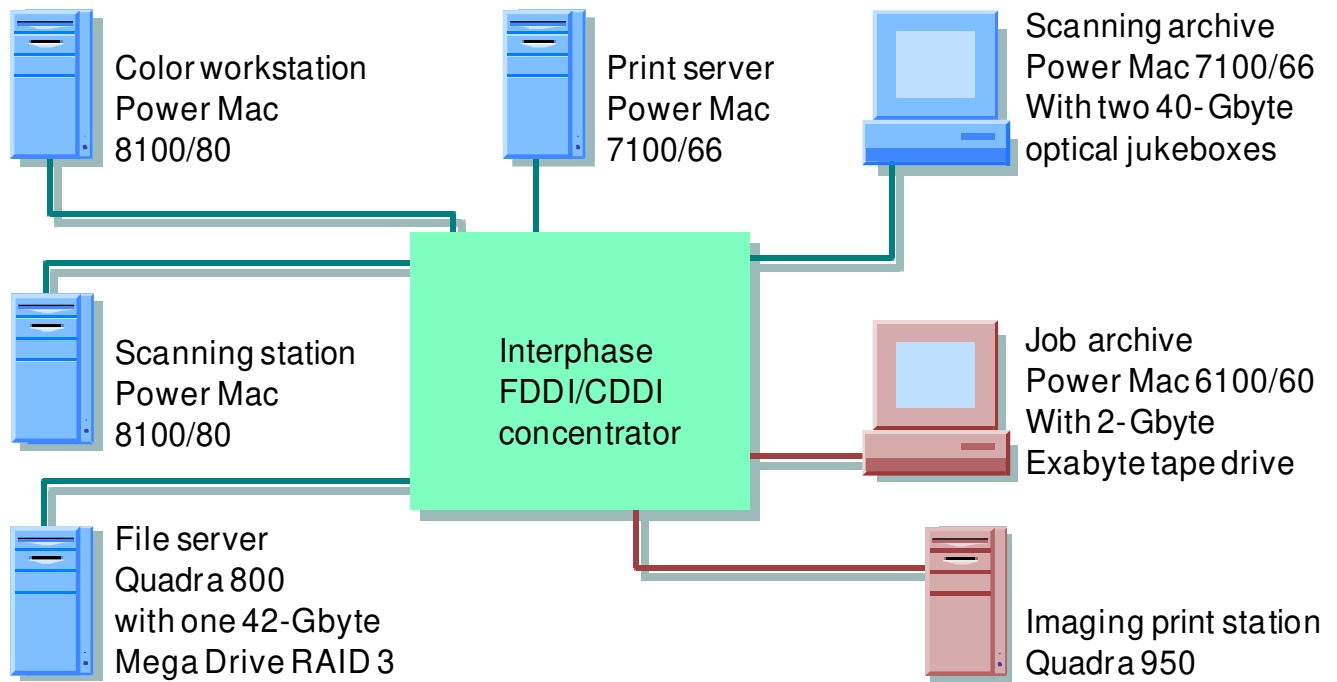 Color workstation
Power Mac
8100/80
Print server
Power Mac
7100/66
Scanning archive
Power Mac 7100/66
With two 40-Gbyte
optical jukeboxes
Scanning station
Power Mac
8100/80
Interphase
FDDI/CDDI
concentrator
Job archive
Power Mac 6100/60
With 2-Gbyte
Exabyte tape drive
File server
Quadra 800
with one 42-Gbyte
Mega Drive RAID 3
Imaging print station
Quadra 950